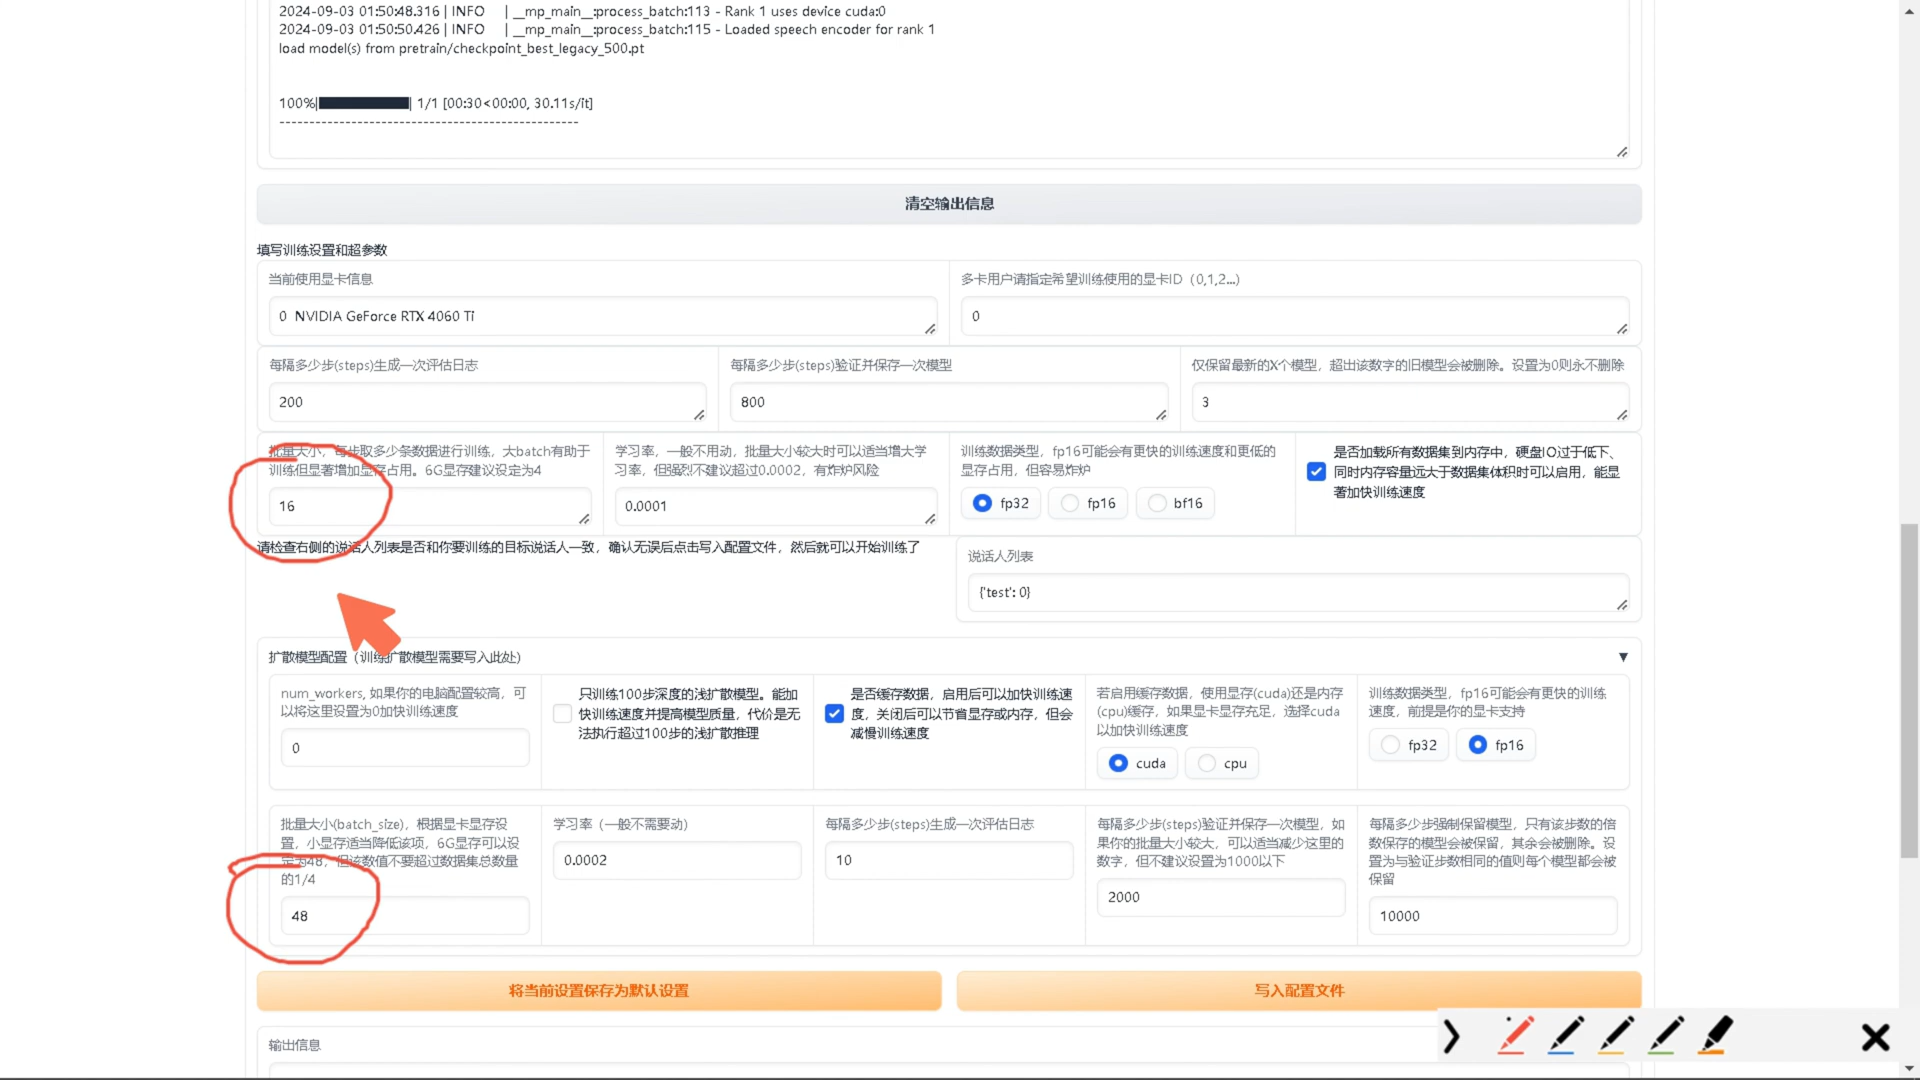 2024-09-03 01:50:48.316 | INFO | __mp_main__:process_batch:113 - Rank 1 uses device cuda:0
2024-09-03 01:50:50.426 | INFO | __mp_main__:process_batch:115 - Loaded speech encoder for rank 1
load model(s) from pretrain/checkpoint_best_legacy_500.pt
100%|██████████| 1/1 [00:30<00:00, 30.11s/it]
--------------------------------------------------
清空输出信息
填写训练设置和超参数
当前使用显卡信息
0 NVIDIA GeForce RTX 4060 Ti
多卡用户请指定希望训练使用的显卡ID（0,1,2…）
0
每隔多少步(steps)生成一次评估日志
200
每隔多少步(steps)验证并保存一次模型
800
仅保留最新的X个模型，超出该数字的旧模型会被删除。设置为0则永不删除
3
批量大小，每步取多少条数据进行训练，大batch有助于
训练但显著增加显存占用。6G显存建议设定为4
16
学习率，一般不用动，批量大小较大时可以适当增大学
习率，但强烈不建议超过0.0002，有炸炉风险
0.0001
训练数据类型，fp16可能会有更快的训练速度和更低的
显存占用，但容易炸炉
fp32 fp16 bf16
是否加载所有数据集到内存中，硬盘IO过于低下、
同时内存容量远大于数据集体积时可以启用，能显
著加快训练速度
请检查右侧的说话人列表是否和你要训练的目标说话人一致，确认无误后点击写入配置文件，然后就可以开始训练了
说话人列表
{'test': 0}
扩散模型配置（训练扩散模型需要写入此处）
▼
num_workers, 如果你的电脑配置较高，可
以将这里设置为0加快训练速度
0
只训练100步深度的浅扩散模型。能加
快训练速度并提高模型质量，代价是无
法执行超过100步的浅扩散推理
是否缓存数据，启用后可以加快训练速
度，关闭后可以节省显存或内存，但会
减慢训练速度
若启用缓存数据，使用显存(cuda)还是内存
(cpu)缓存，如果显卡显存充足，选择cuda
以加快训练速度
cuda cpu
训练数据类型，fp16可能会有更快的训练
速度，前提是你的显卡支持
fp32 fp16
批量大小(batch_size)，根据显卡显存设
置，小显存适当降低该项，6G显存可以设
定为48，但该数值不要超过数据集总数量
的1/4
48
学习率（一般不需要动）
0.0002
每隔多少步(steps)生成一次评估日志
10
每隔多少步(steps)验证并保存一次模型，如
果你的批量大小较大，可以适当减少这里的
数字，但不建议设置为1000以下
2000
每隔多少步强制保留模型，只有该步数的倍
数保存的模型会被保留，其余会被删除。设
置为与验证步数相同的值则每个模型都会被
保留
10000
将当前设置保存为默认设置
写入配置文件
输出信息